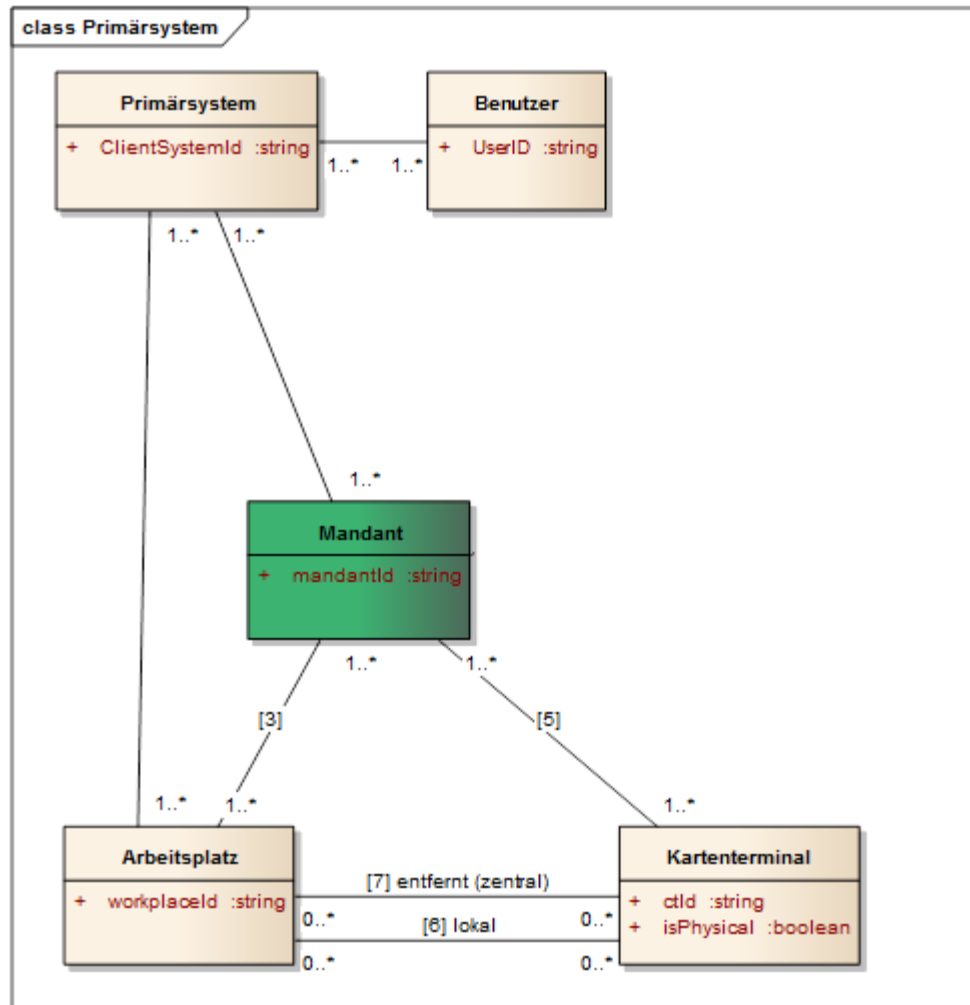 class Primärsystem
Primärsystem
+ ClientSystemId :string
Benutzer
+ UserID :string
1..*
1..*
1..*
1..*
1..*
Mandant
+ mandantId :string
1..*
1..*
[3]
[5]
1..*
1..*
1..*
Arbeitsplatz
+ workplaceId :string
[7] entfernt (zentral)
0..*
0..*
[6] lokal
0..*
0..*
Kartenterminal
+ ctId :string
+ isPhysical :boolean